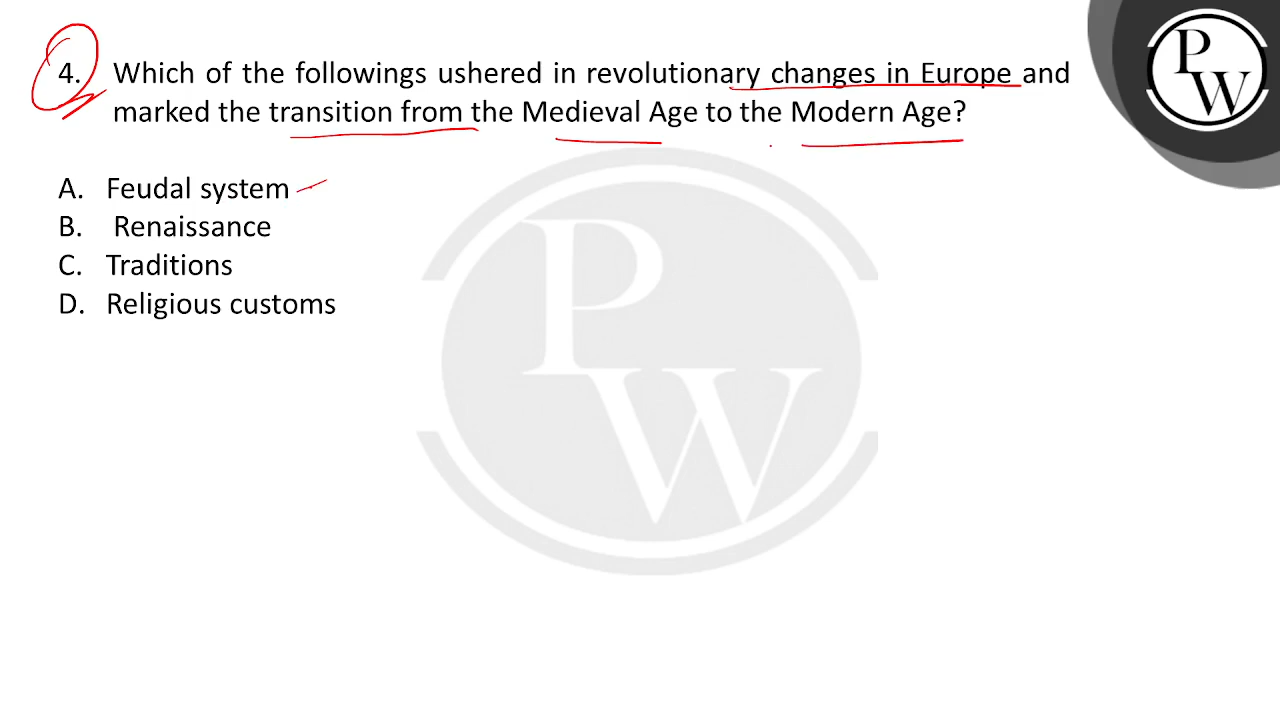 4. Which of the followings ushered in revolutionary changes in Europe and
marked the transition from the Medieval Age to the Modern Age?
A. Feudal system
B. Renaissance
C. Traditions
D. Religious customs
P
W
P
W